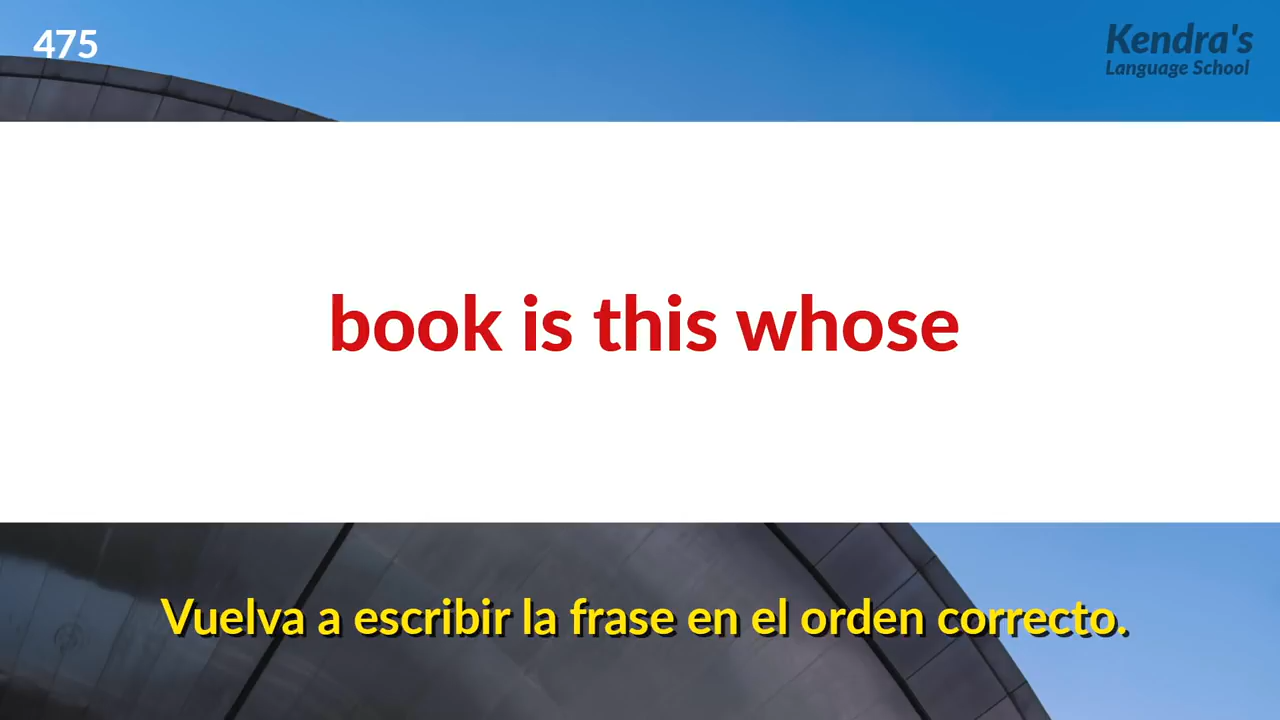 475
Kendra's
Language School
book is this whose
Vuelva a escribir la frase en el orden correcto.